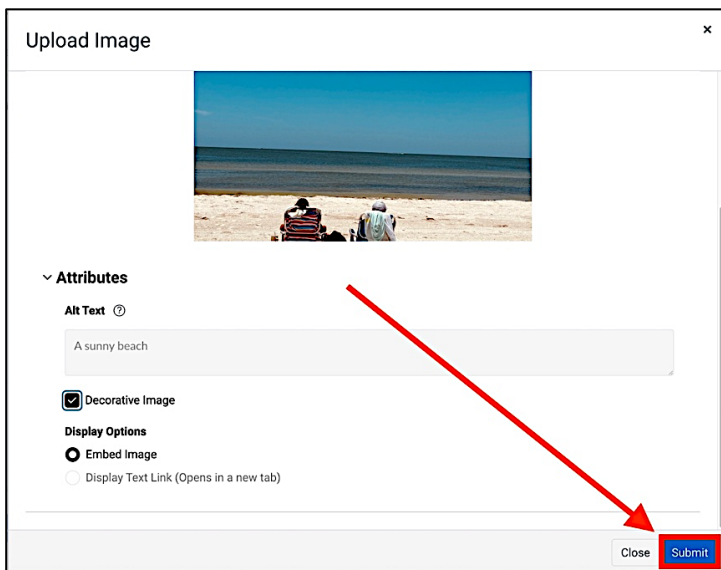 Upload Image
Attributes
Alt Text
A sunny beach
Decorative Image
Display Options
Embed Image
Display Text Link (Opens in a new tab)
Close Submit